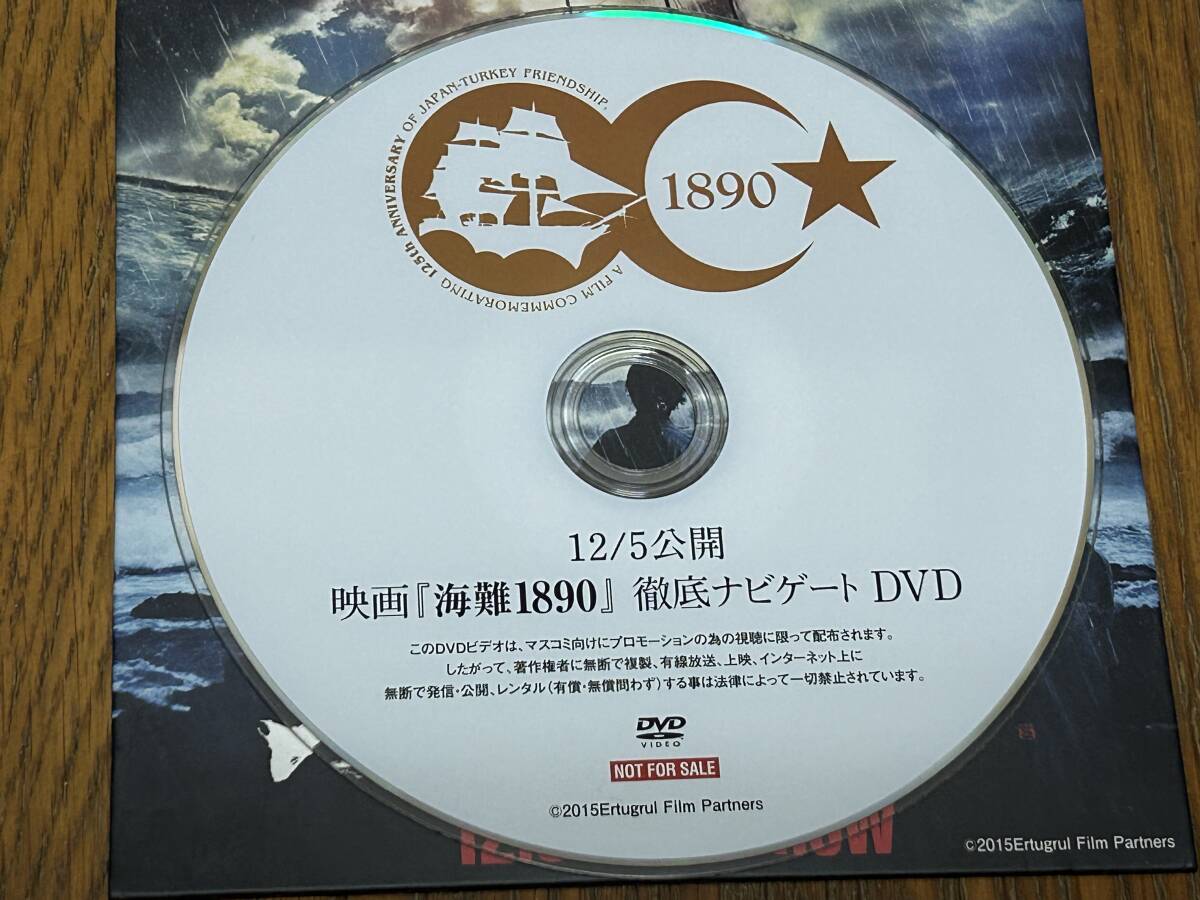 A FILM COMMEMORATING 125th ANNIVERSARY OF JAPAN-TURKEY FRIENDSHIP.
1890
12/5公開
映画『海難1890』徹底ナビゲートDVD
このDVDビデオは、マスコミ向けにプロモーションの為の視聴に限って配布されます。
したがって、著作権者に無断で複製、有線放送、上映、インターネット上に
無断で発信・公開、レンタル(有償・無償問わず)する事は法律によって一切禁止されています。
DVD
VIDEO
NOT FOR SALE
©2015Ertugrul Film Partners
©2015Ertugrul Film Partners